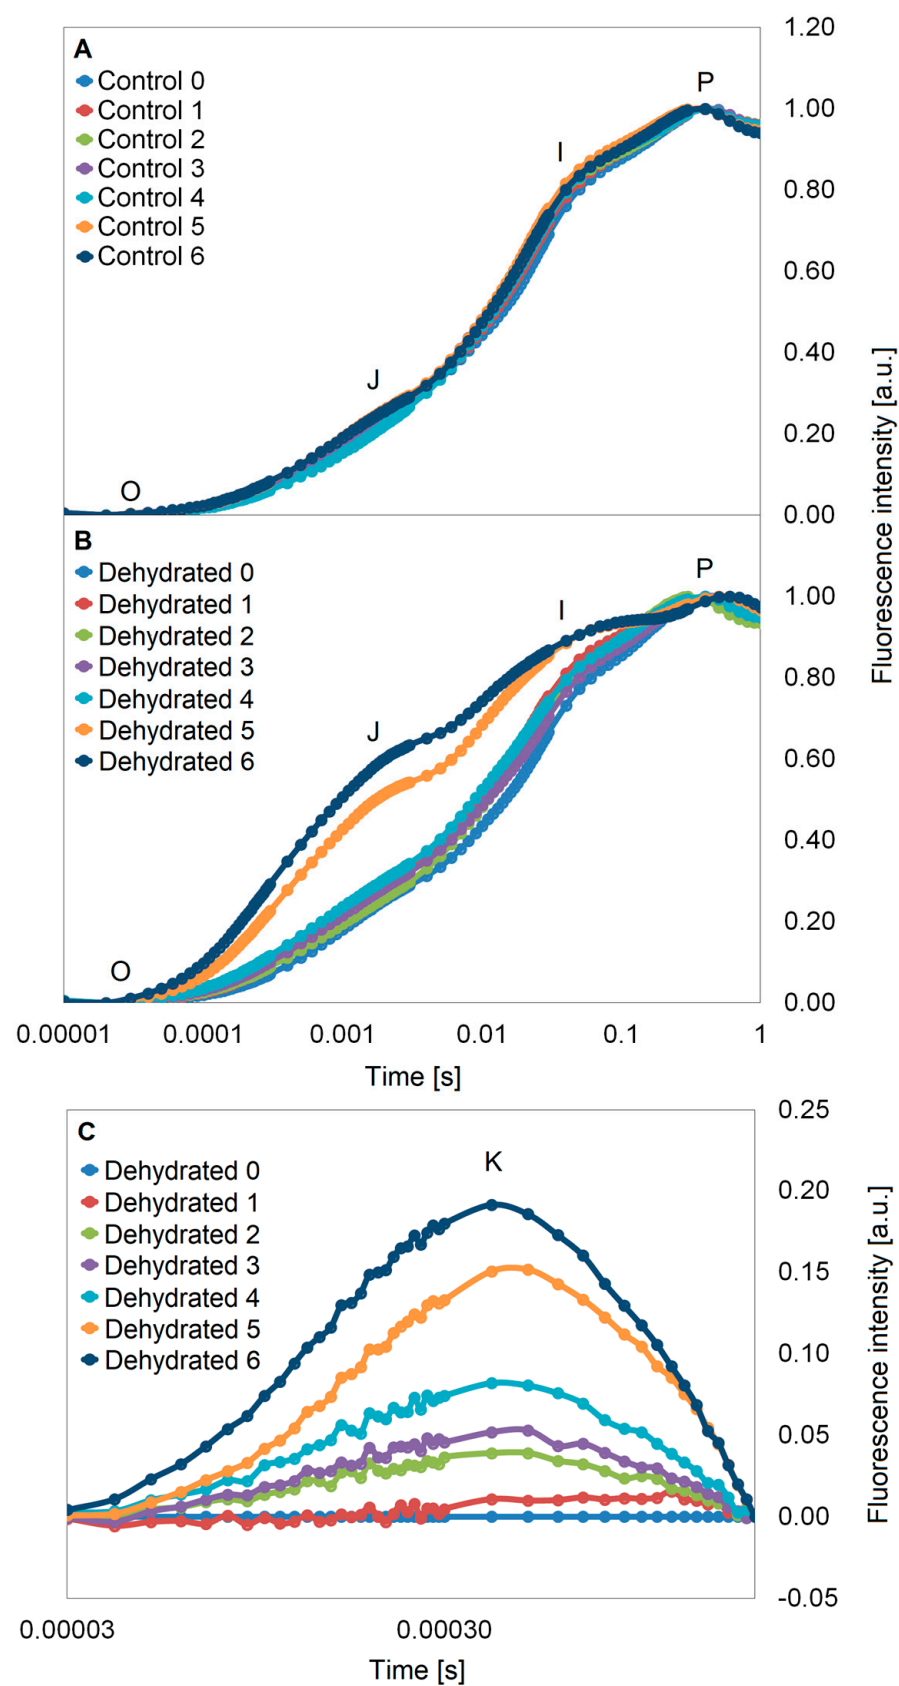 A
Control 0
Control 1
Control 2
Control 3
Control 4
Control 5
Control 6
O
J
I
P
1.20
1.00
0.80
0.60
0.40
0.20
0.00
Fluorescence intensity [a.u.]
B
Dehydrated 0
Dehydrated 1
Dehydrated 2
Dehydrated 3
Dehydrated 4
Dehydrated 5
Dehydrated 6
O
J
I
P
1.00
0.80
0.60
0.40
0.20
0.00
0.00001 0.0001 0.001 0.01 0.1 1
Time [s]
C
Dehydrated 0
Dehydrated 1
Dehydrated 2
Dehydrated 3
Dehydrated 4
Dehydrated 5
Dehydrated 6
K
0.25
0.20
0.15
0.10
0.05
0.00
-0.05
Fluorescence intensity [a.u.]
0.00003 0.00030
Time [s]